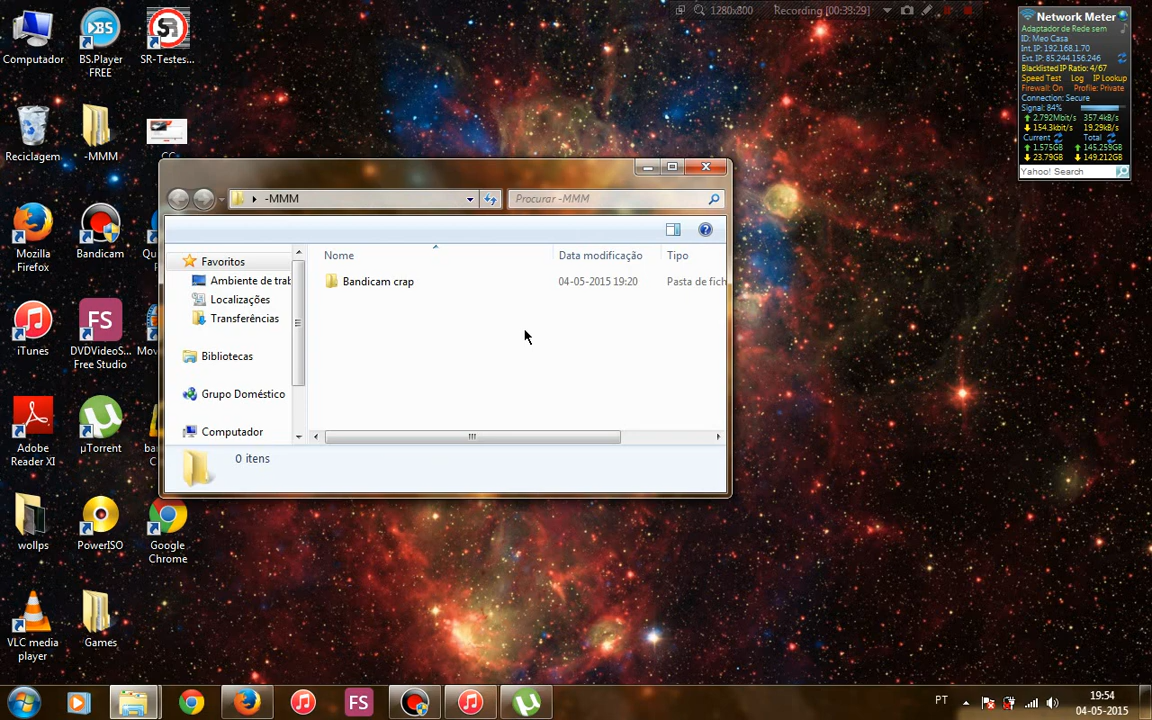 1280x800
Recording [00:39:29]
Computador
BS.Player
FREE
SR-Testes...
Reciclagem
-MMM
Mozilla
Firefox
Bandicam
iTunes
DVDVideoS...
Free Studio
Adobe
Reader XI
µTorrent
wollps
PowerISO
Google
Chrome
VLC media
player
Games
-MMM
Procurar -MMM
Nome
Data modificação
Tipo
Favoritos
Ambiente de trab
Localizações
Transferências
Bibliotecas
Grupo Doméstico
Computador
Bandicam crap
04-05-2015 19:20
Pasta de fich
0 itens
Network Meter
Adaptador de Rede sem
ID: Meo Casa
Int. IP: 192.168.1.70
Ext. IP: 85.244.156.246
Blacklisted IP Ratio: 4/67
Speed Test Log IP Lookup
Firewall: On Profile: Private
Connection: Secure
Signal: 84%
2.792Mbit/s 357.4kB/s
154.3kbit/s 19.29kB/s
Current Total
1.575GB 145.259GB
23.79GB 149.212GB
Yahoo! Search
FS
PT
19:54
04-05-2015